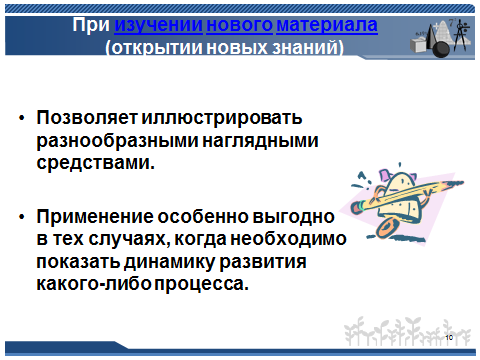 При изучении нового материала
(открытии новых знаний)
• Позволяет иллюстрировать
разнообразными наглядными
средствами.
• Применение особенно выгодно
в тех случаях, когда необходимо
показать динамику развития
какого-либо процесса.
10